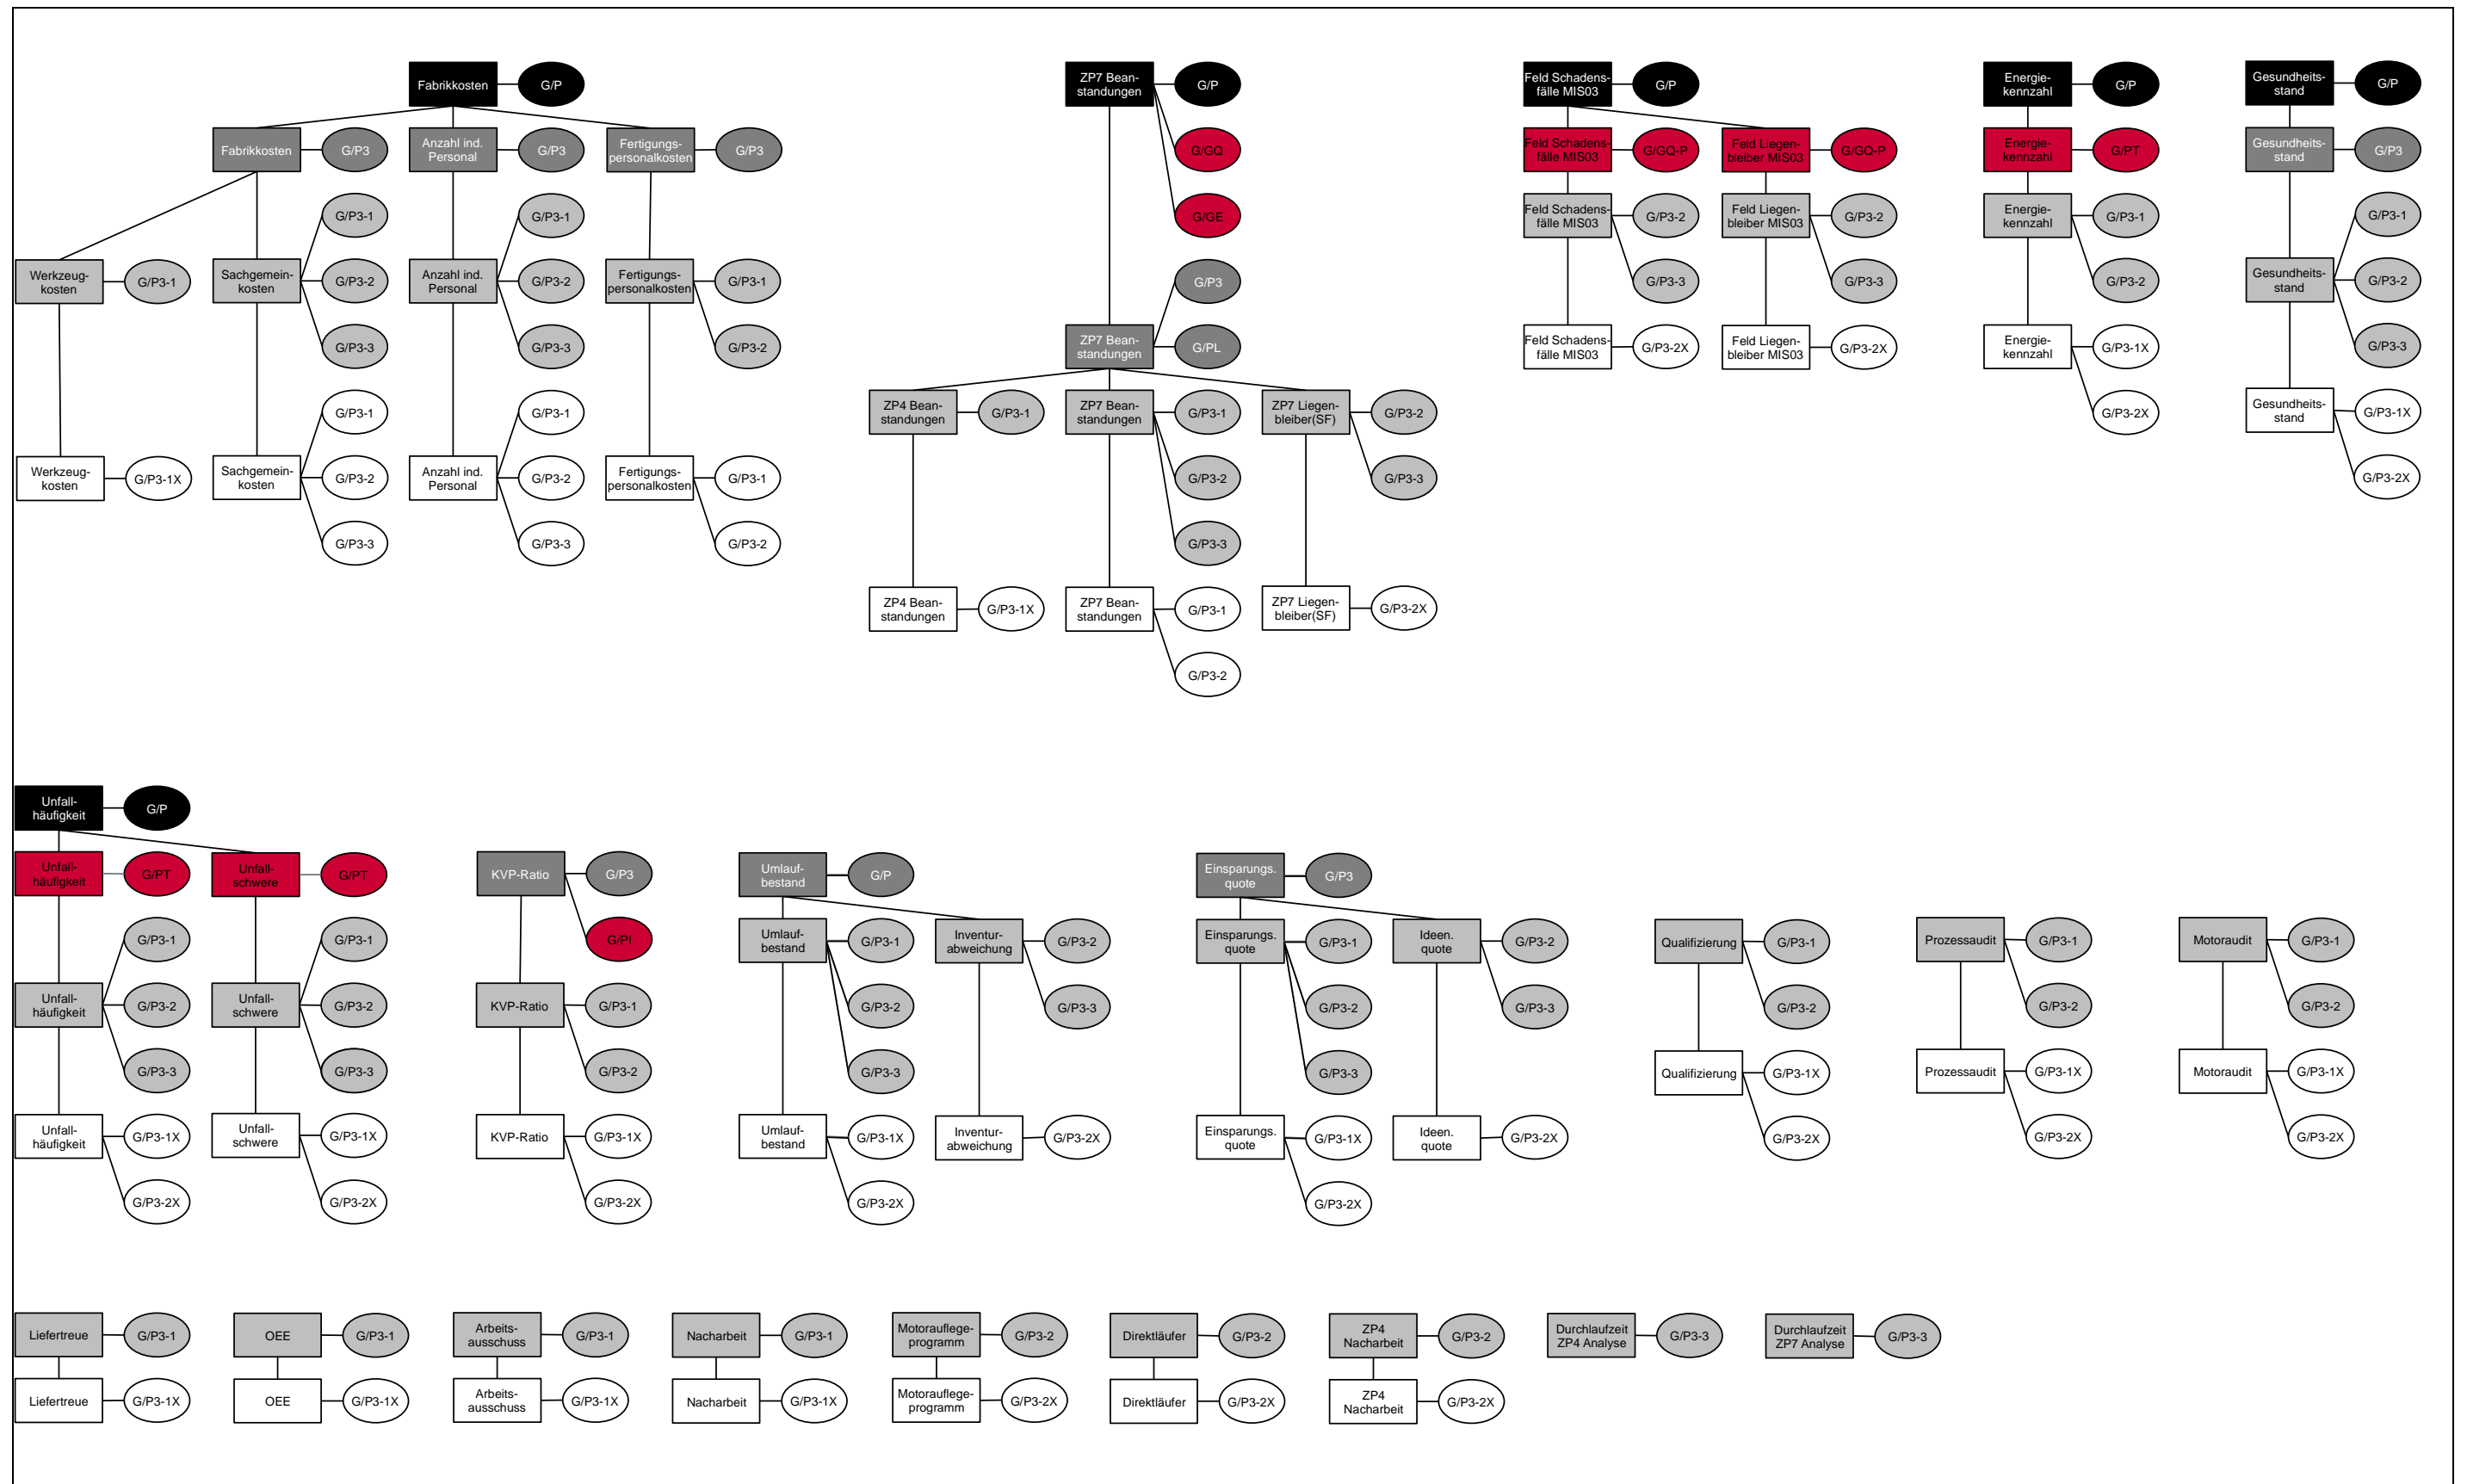 Fabrikkosten
G/P
Fabrikkosten
G/P3
Anzahl ind.
Personal
G/P3
Fertigungs-
personalkosten
G/P3
Werkzeug-
kosten
G/P3-1
Sachgemein-
kosten
G/P3-1
G/P3-2
G/P3-3
Anzahl ind.
Personal
G/P3-1
G/P3-2
G/P3-3
Fertigungs-
personalkosten
G/P3-1
G/P3-2
Werkzeug-
kosten
G/P3-1X
Sachgemein-
kosten
G/P3-1
G/P3-2
G/P3-3
Anzahl ind.
Personal
G/P3-1
G/P3-2
G/P3-3
Fertigungs-
personalkosten
G/P3-1
G/P3-2
ZP7 Bean-
standungen
G/P
G/GQ
G/GE
ZP7 Bean-
standungen
G/P3
G/PL
ZP4 Bean-
standungen
G/P3-1
ZP7 Bean-
standungen
G/P3-1
G/P3-2
G/P3-3
ZP7 Liegen-
bleiber(SF)
G/P3-2
G/P3-3
ZP4 Bean-
standungen
G/P3-1X
ZP7 Bean-
standungen
G/P3-1
G/P3-2
ZP7 Liegen-
bleiber(SF)
G/P3-2X
Feld Schadens-
fälle MIS03
G/P
Feld Schadens-
fälle MIS03
G/GQ-P
Feld Liegen-
bleiber MIS03
G/GQ-P
Feld Schadens-
fälle MIS03
G/P3-2
G/P3-3
Feld Liegen-
bleiber MIS03
G/P3-2
G/P3-3
Feld Schadens-
fälle MIS03
G/P3-2X
Feld Liegen-
bleiber MIS03
G/P3-2X
Energie-
kennzahl
G/P
Energie-
kennzahl
G/PT
Energie-
kennzahl
G/P3-1
G/P3-2
Energie-
kennzahl
G/P3-1X
G/P3-2X
Gesundheits-
stand
G/P
Gesundheits-
stand
G/P3
Gesundheits-
stand
G/P3-1
G/P3-2
G/P3-3
Gesundheits-
stand
G/P3-1X
G/P3-2X
Unfall-
häufigkeit
G/P
Unfall-
häufigkeit
G/PT
Unfall-
schwere
G/PT
Unfall-
häufigkeit
G/P3-1
G/P3-2
G/P3-3
Unfall-
schwere
G/P3-1
G/P3-2
G/P3-3
Unfall-
häufigkeit
G/P3-1X
G/P3-2X
Unfall-
schwere
G/P3-1X
G/P3-2X
KVP-Ratio
G/P3
G/PI
KVP-Ratio
G/P3-1
G/P3-2
KVP-Ratio
G/P3-1X
G/P3-2X
Umlauf-
bestand
G/P
Umlauf-
bestand
G/P3-1
G/P3-2
G/P3-3
Inventur-
abweichung
G/P3-2
G/P3-3
Umlauf-
bestand
G/P3-1X
G/P3-2X
Inventur-
abweichung
G/P3-2X
Einsparungs.
quote
G/P3
Einsparungs.
quote
G/P3-1
G/P3-2
G/P3-3
Ideen.
quote
G/P3-2
G/P3-3
Einsparungs.
quote
G/P3-1X
G/P3-2X
Ideen.
quote
G/P3-2X
Qualifizierung
G/P3-1
G/P3-2
Qualifizierung
G/P3-1X
G/P3-2X
Prozessaudit
G/P3-1
G/P3-2
Prozessaudit
G/P3-1X
G/P3-2X
Motoraudit
G/P3-1
G/P3-2
Motoraudit
G/P3-1X
G/P3-2X
Liefertreue
G/P3-1
Liefertreue
G/P3-1X
OEE
G/P3-1
OEE
G/P3-1X
Arbeits-
ausschuss
G/P3-1
Arbeits-
ausschuss
G/P3-1X
Nacharbeit
G/P3-1
Nacharbeit
G/P3-1X
Motorauflege-
programm
G/P3-2
Motorauflege-
programm
G/P3-2X
Direktläufer
G/P3-2
Direktläufer
G/P3-2X
ZP4
Nacharbeit
G/P3-2
ZP4
Nacharbeit
G/P3-2X
Durchlaufzeit
ZP4 Analyse
G/P3-3
Durchlaufzeit
ZP7 Analyse
G/P3-3